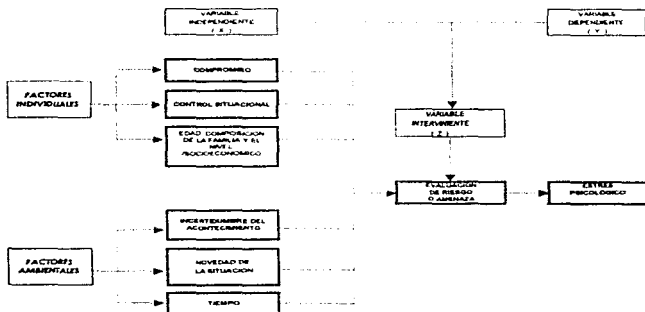 VARIABLE
INDEPENDIENTE
( X )
VARIABLE
DEPENDIENTE
( Y )
FACTORES
INDIVIDUALES
COMPROMISO
CONTROL SITUACIONAL
EDAD COMPOSICION
DE LA FAMILIA Y EL
NIVEL
SOCIOECONOMICO
VARIABLE
INTERVINIENTE
( Z )
EVALUACION
DE RIESGO
O AMENAZA
ESTRES
PSICOLOGICO
FACTORES
AMBIENTALES
INCERTIDUMBRE DEL
ACONTECIMIENTO
NOVEDAD DE
LA SITUACION
TIEMPO